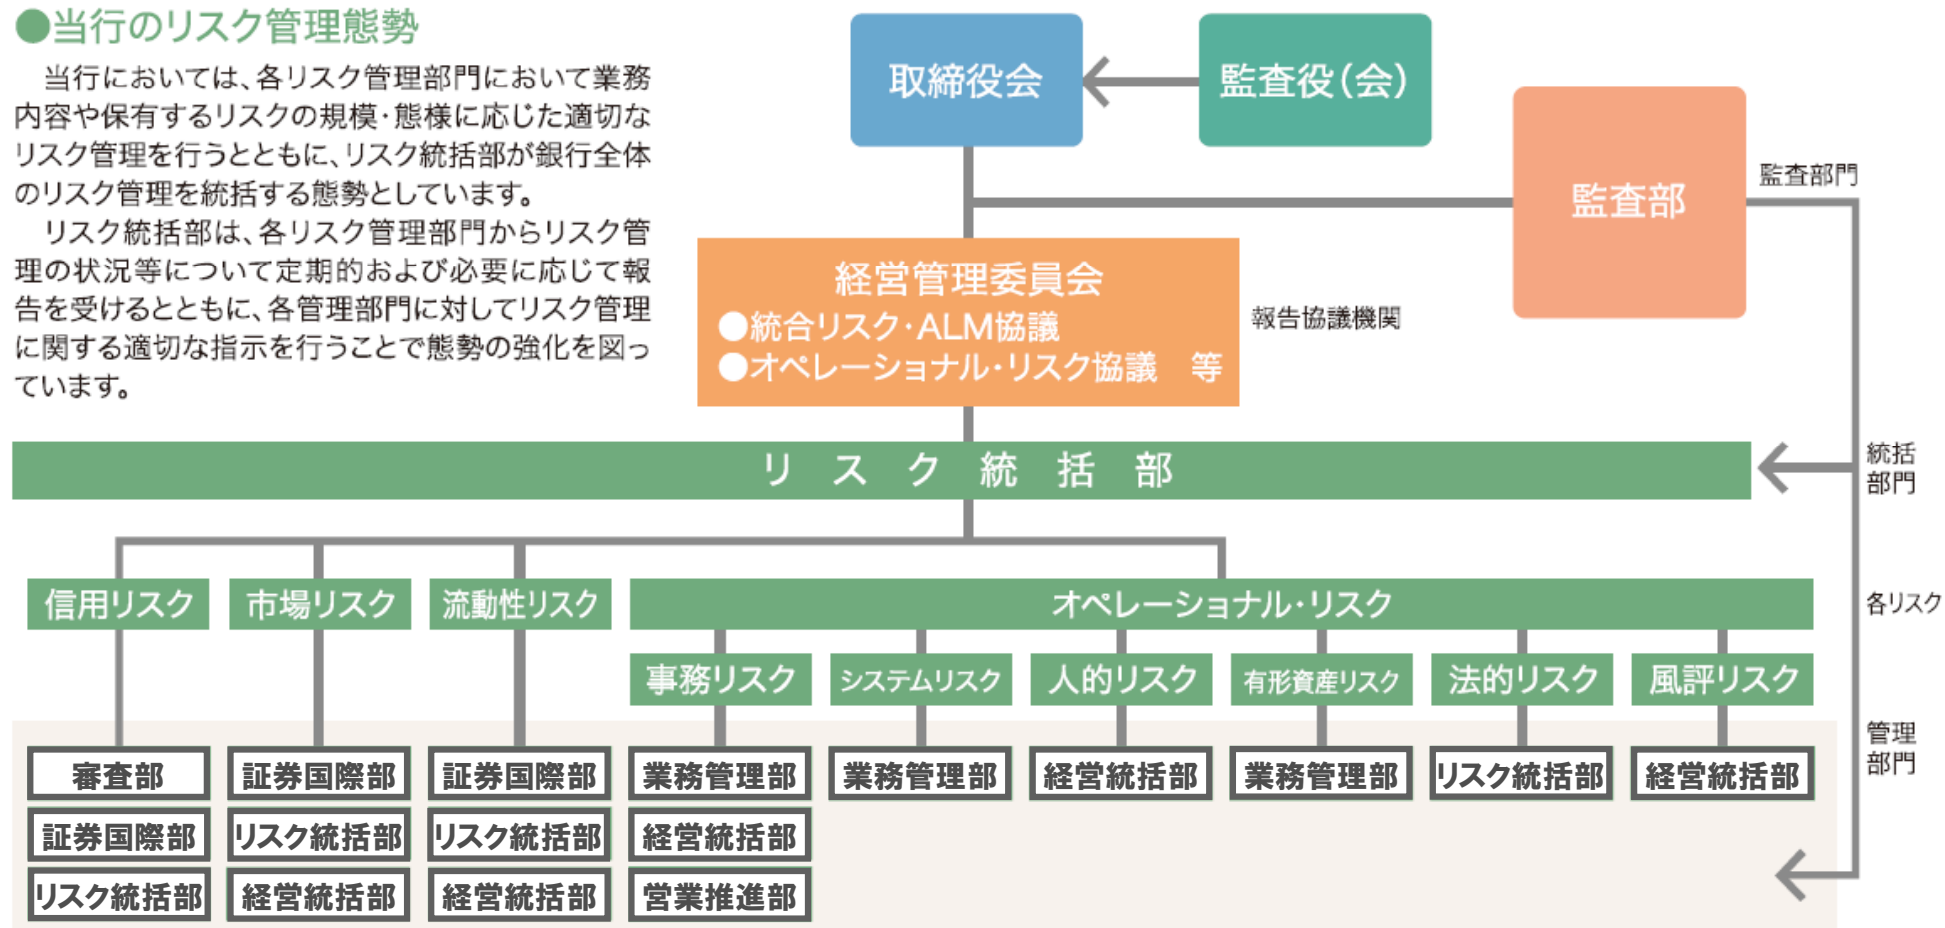 ●当行のリスク管理態勢
　当行においては、各リスク管理部門において業務
内容や保有するリスクの規模・態様に応じた適切な
リスク管理を行うとともに、リスク統括部が銀行全体
のリスク管理を統括する態勢としています。
　リスク統括部は、各リスク管理部門からリスク管
理の状況等について定期的および必要に応じて報
告を受けるとともに、各管理部門に対してリスク管理
に関する適切な指示を行うことで態勢の強化を図っ
ています。
取締役会
監査役(会)
監査部
監査部門
経営管理委員会
●統合リスク・ALM協議
●オペレーショナル・リスク協議　等
報告協議機関
リスク統括部
統括
部門
信用リスク
市場リスク
流動性リスク
オペレーショナル・リスク
各リスク
事務リスク
システムリスク
人的リスク
有形資産リスク
法的リスク
風評リスク
管理
部門
審査部
証券国際部
証券国際部
業務管理部
業務管理部
経営統括部
業務管理部
リスク統括部
経営統括部
証券国際部
リスク統括部
リスク統括部
経営統括部
リスク統括部
経営統括部
経営統括部
営業推進部